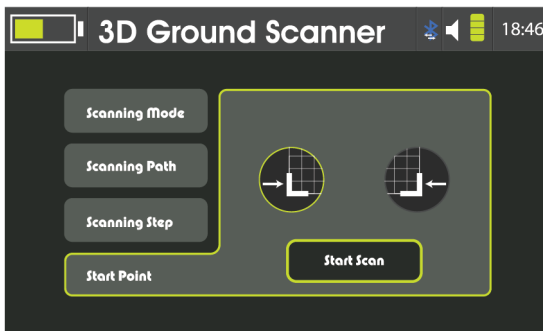 3D Ground Scanner
18:46
Scanning Mode
Scanning Path
Scanning Step
Start Point
Start Scan